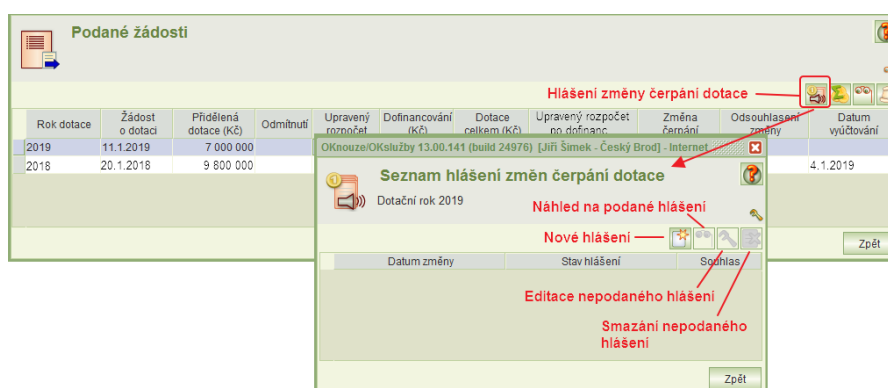 Podané žádosti
Hlášení změny čerpání dotace
Rok dotace
Žádost
o dotaci
Přidělená
dotace (Kč)
Odmítnutí
Upravený
rozpočet
Dofinancování
(Kč)
Dotace
celkem (Kč)
Upravený rozpočet
po dofinanc.
Změna
čerpání
Odsouhlasení
změny
Datum
vyúčtování
2019 11.1.2019 7 000 000
2018 20.1.2018 9 800 000 4.1.2019
OKnouze/OKslužby 13.00.141 (build 24976) [Jiří Šimek - Český Brod] - Internet
Seznam hlášení změn čerpání dotace
Dotační rok 2019
Náhled na podané hlášení
Nové hlášení
Datum změny Stav hlášení Souhlas
Editace nepodaného hlášení
Smazání nepodaného
hlášení
Zpět
Zpět